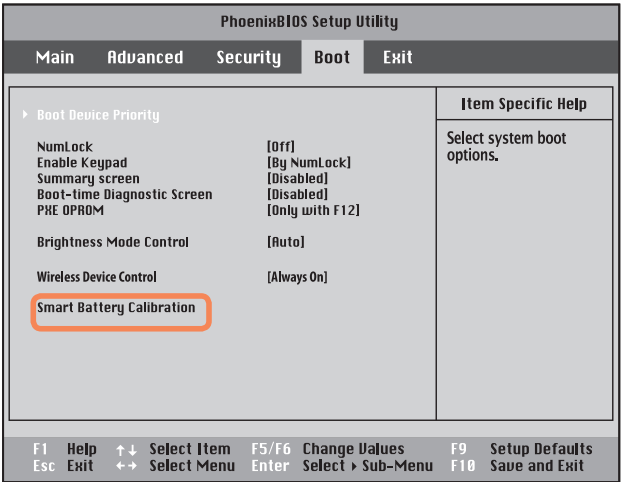 PhoenixBIOS Setup Utility
Main Advanced Security Boot Exit
Boot Device Priority
NumLock [Off]
Enable Keypad [By NumLock]
Summary screen [Disabled]
Boot-time Diagnostic Screen [Disabled]
PXE OPROM [Only with F12]
Brightness Mode Control [Auto]
Wireless Device Control [Always On]
Smart Battery Calibration
Item Specific Help
Select system boot
options.
F1 Help ↑↓ Select Item F5/F6 Change Values F9 Setup Defaults
Esc Exit ←→ Select Menu Enter Select ▸ Sub-Menu F10 Save and Exit